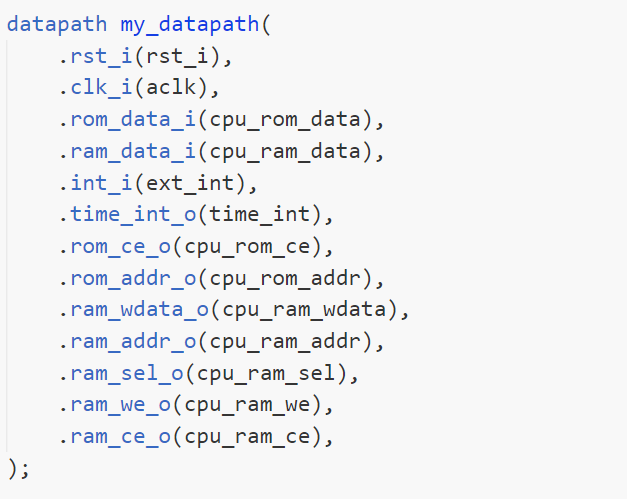 datapath my_datapath(
    .rst_i(rst_i),
    .clk_i(aclk),
    .rom_data_i(cpu_rom_data),
    .ram_data_i(cpu_ram_data),
    .int_i(ext_int),
    .time_int_o(time_int),
    .rom_ce_o(cpu_rom_ce),
    .rom_addr_o(cpu_rom_addr),
    .ram_wdata_o(cpu_ram_wdata),
    .ram_addr_o(cpu_ram_addr),
    .ram_sel_o(cpu_ram_sel),
    .ram_we_o(cpu_ram_we),
    .ram_ce_o(cpu_ram_ce),
);